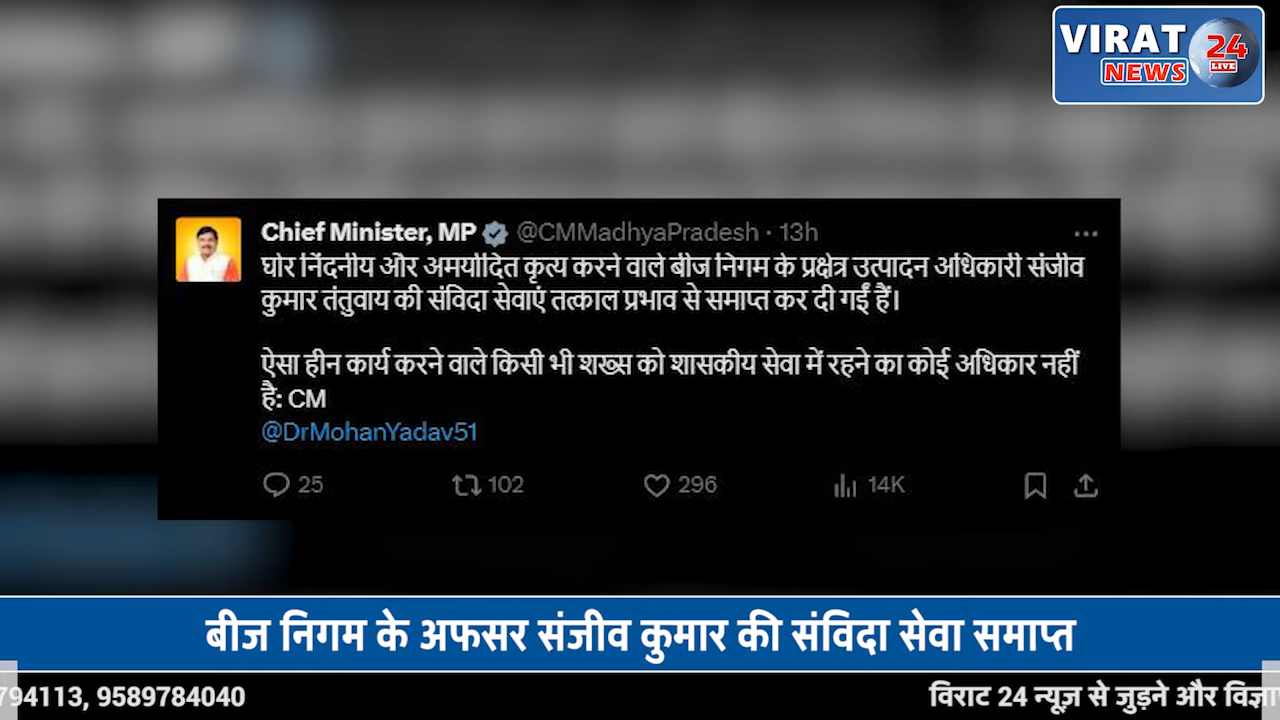 VIRAT
24
NEWS
LIVE
Chief Minister, MP @CMMadhyaPradesh · 13h
घोर निंदनीय और अमर्यादित कृत्य करने वाले बीज निगम के प्रक्षेत्र उत्पादन अधिकारी संजीव
कुमार तंतुवाय की संविदा सेवाएं तत्काल प्रभाव से समाप्त कर दी गईं हैं।
ऐसा हीन कार्य करने वाले किसी भी शख्स को शासकीय सेवा में रहने का कोई अधिकार नहीं
है: CM
@DrMohanYadav51
25 102 296 14K
बीज निगम के अफसर संजीव कुमार की संविदा सेवा समाप्त
794113, 9589784040
विराट 24 न्यूज़ से जुड़ने और विज्ञा